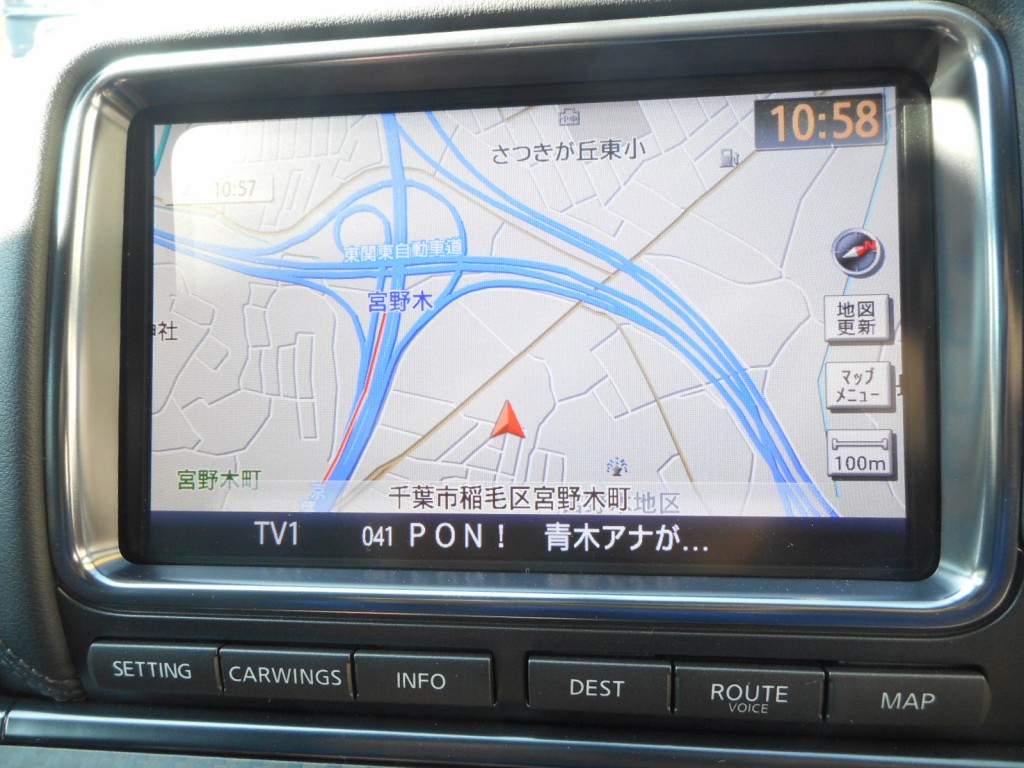 さつきが丘東小
10:58
10:57
東関東自動車道
宮野木
地図
更新
マップ
メニュー
100m
宮野木町
千葉市稲毛区宮野木町
地区
TV1 041 PON! 青木アナが...
SETTING CARWINGS INFO DEST ROUTE MAP
VOICE